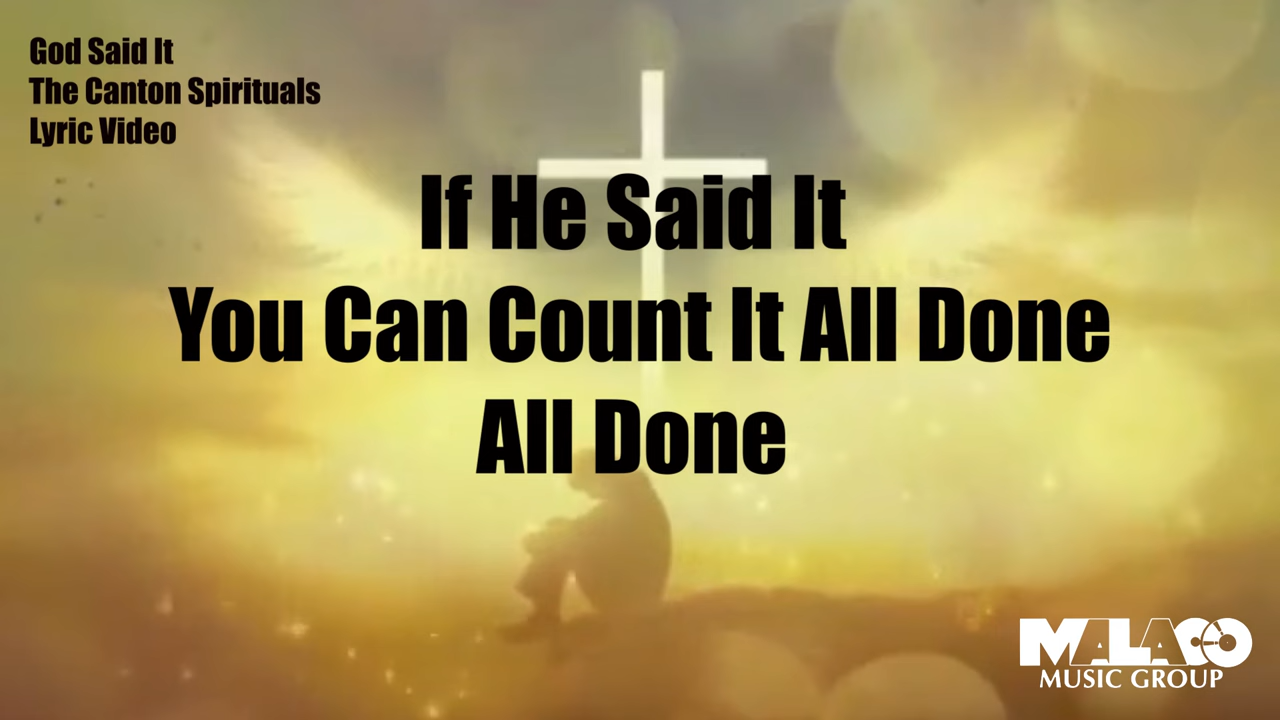 God Said It
The Canton Spirituals
Lyric Video
If He Said It
You Can Count It All Done
All Done
MALACO
MUSIC GROUP